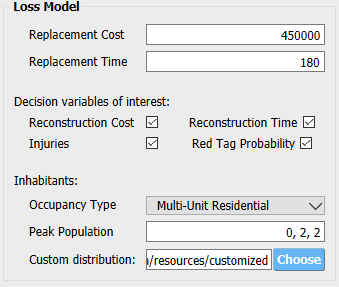 Loss Model
Replacement Cost 450000
Replacement Time 180
Decision variables of interest:
Reconstruction Cost Reconstruction Time
Injuries Red Tag Probability
Inhabitants:
Occupancy Type Multi-Unit Residential
Peak Population 0, 2, 2
Custom distribution: /resources/customized Choose